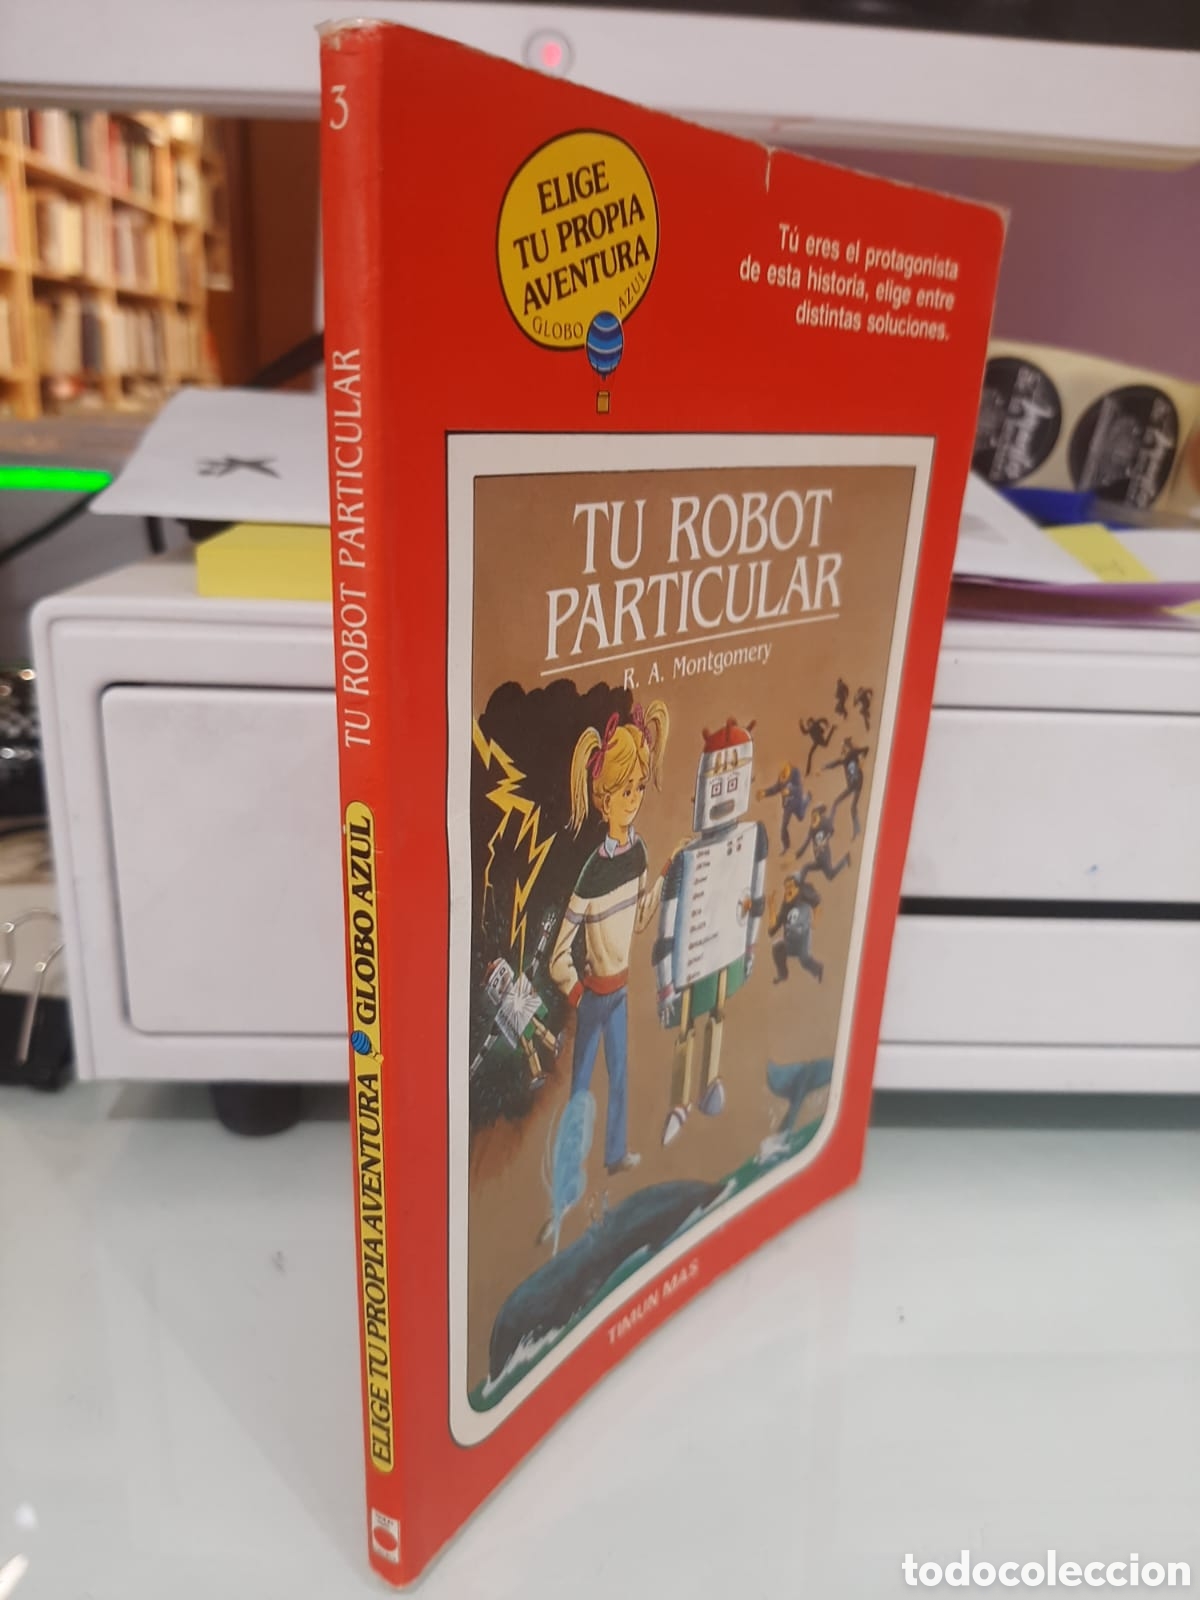 3
TU ROBOT PARTICULAR
GLOBO AZUL
ELIGE TU PROPIA AVENTURA
ELIGE
TU PROPIA
AVENTURA
GLOBO AZUL
Tú eres el protagonista
de esta historia, elige entre
distintas soluciones.
TU ROBOT
PARTICULAR
R. A. Montgomery
TIMUN MAS
todocoleccion